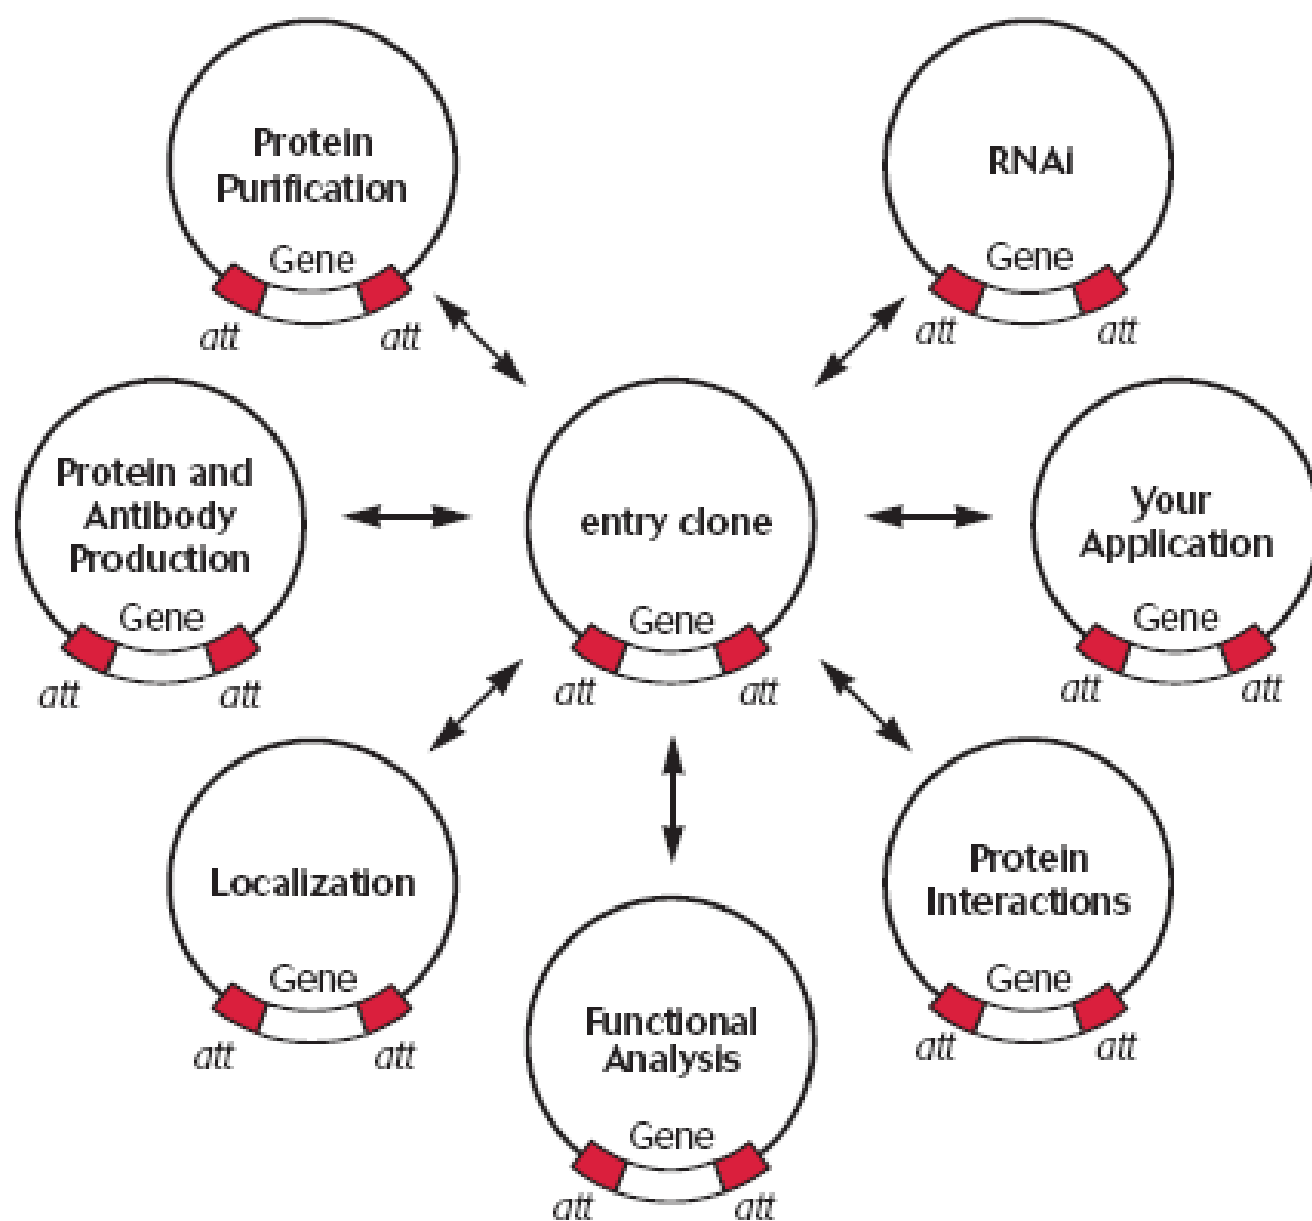 Protein
Purification
Gene
att
att
RNAi
Gene
att
att
Protein and
Antibody
Production
Gene
att
att
entry clone
Gene
att
att
Your
Application
Gene
att
att
Localization
Gene
att
att
Functional
Analysis
Gene
att
att
Protein
Interactions
Gene
att
att